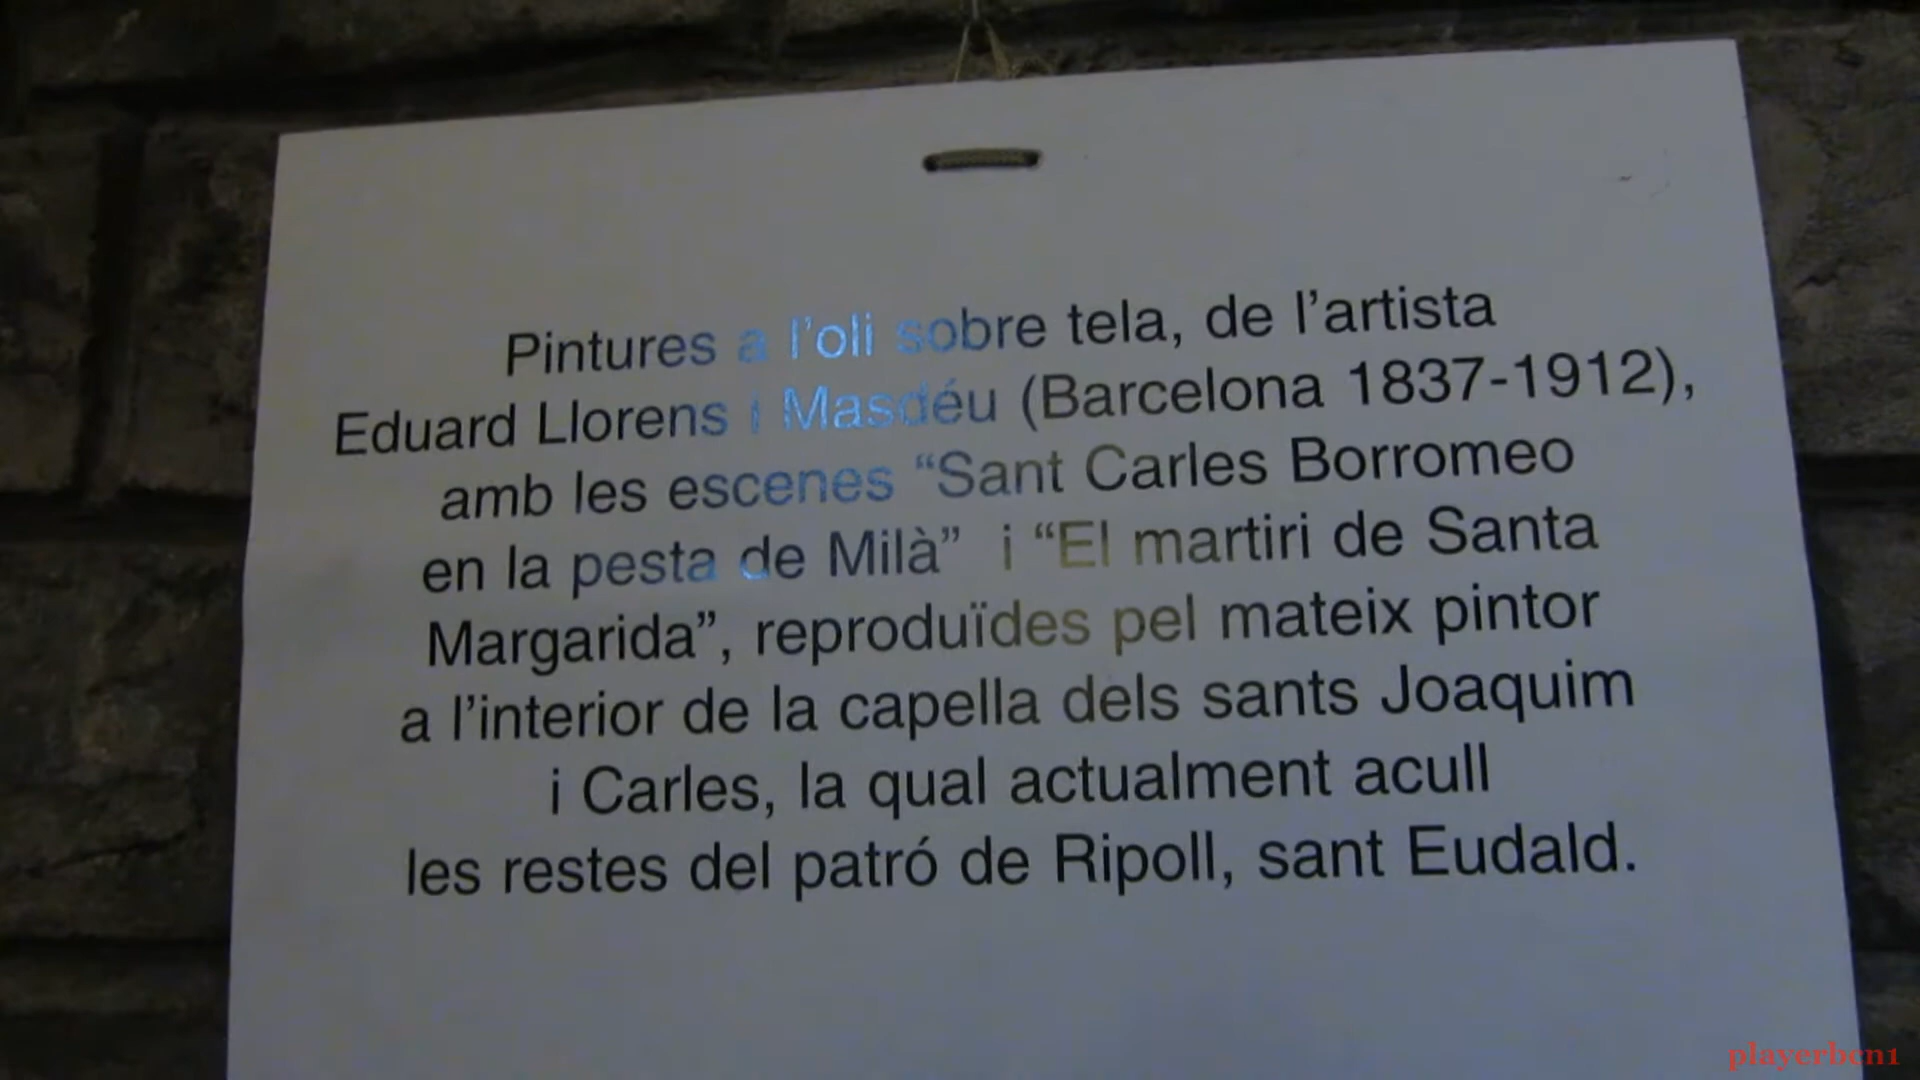 Pintures a l’oli sobre tela, de l’artista
Eduard Llorens i Masdéu (Barcelona 1837-1912),
amb les escenes “Sant Carles Borromeo
en la pesta de Milà” i “El martiri de Santa
Margarida”, reproduïdes pel mateix pintor
a l’interior de la capella dels sants Joaquim
i Carles, la qual actualment acull
les restes del patró de Ripoll, sant Eudald.
playerbcn1